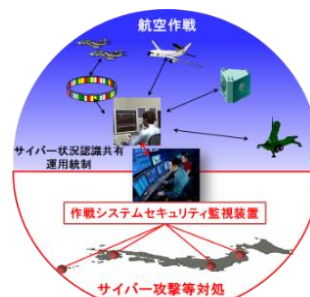 航空作戦
サイバー状況認識共有
運用統制
作戦システムセキュリティ監視装置
サイバー攻撃等対処